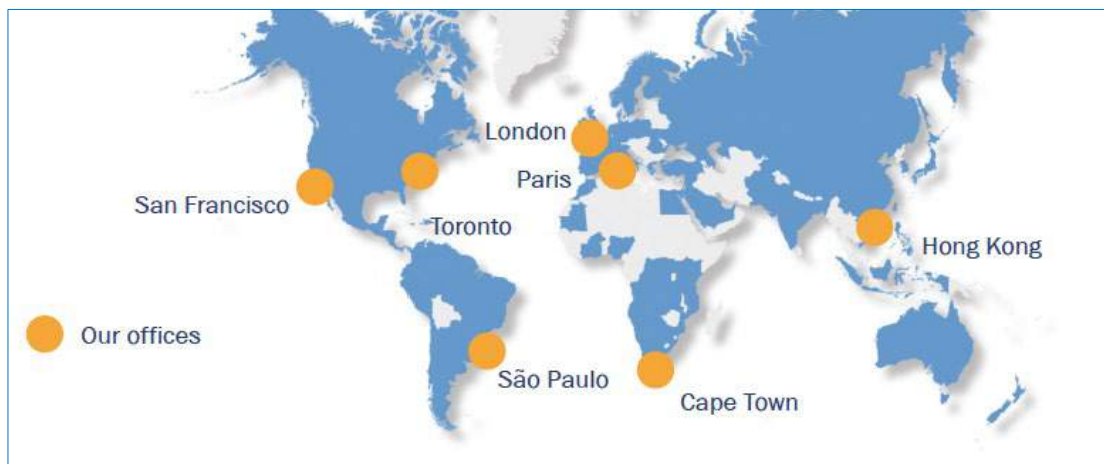 London
Paris
San Francisco
Toronto
Hong Kong
Our offices
São Paulo
Cape Town